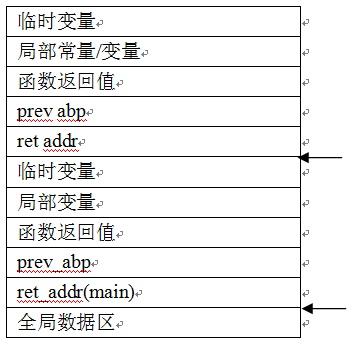 临时变量
局部常量/变量
函数返回值
prev abp
ret addr
临时变量
局部变量
函数返回值
prev_abp
ret_addr(main)
全局数据区